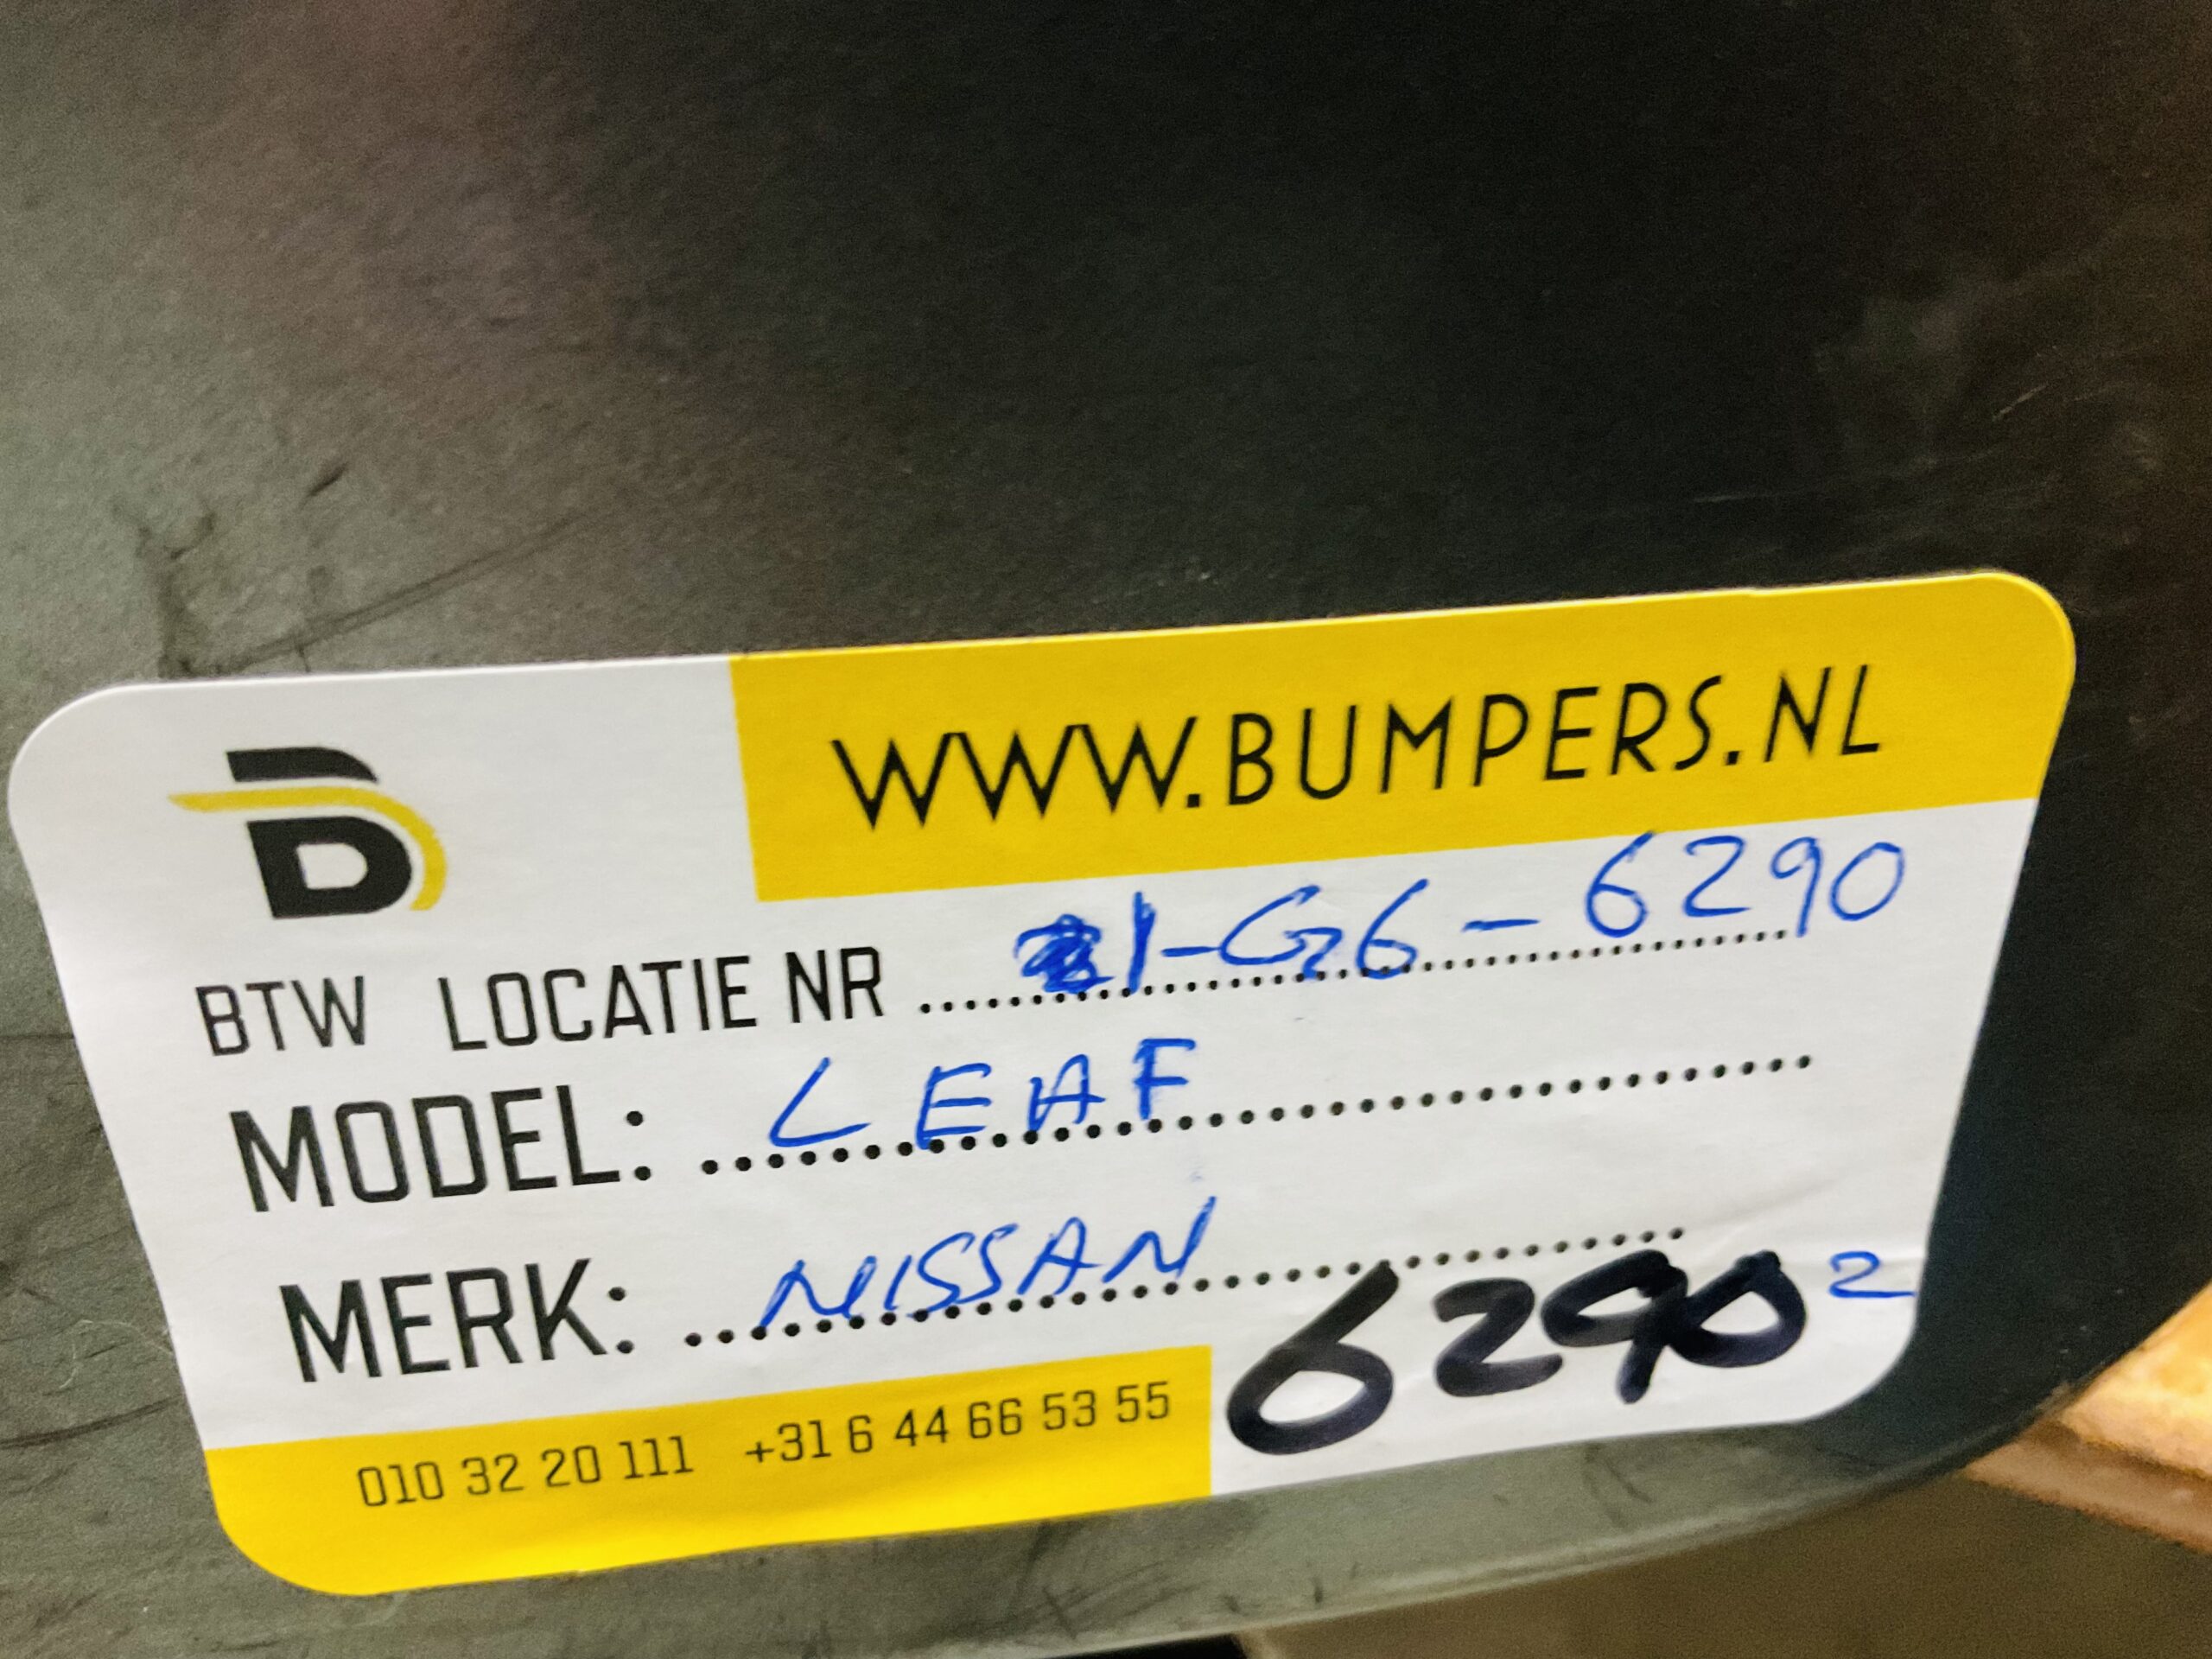 B
WWW.BUMPERS.NL
BTW LOCATIE NR 1-G6-6290
MODEL: LEAF
MERK: NISSAN
6290 2
010 32 20 111 +31 6 44 66 53 55